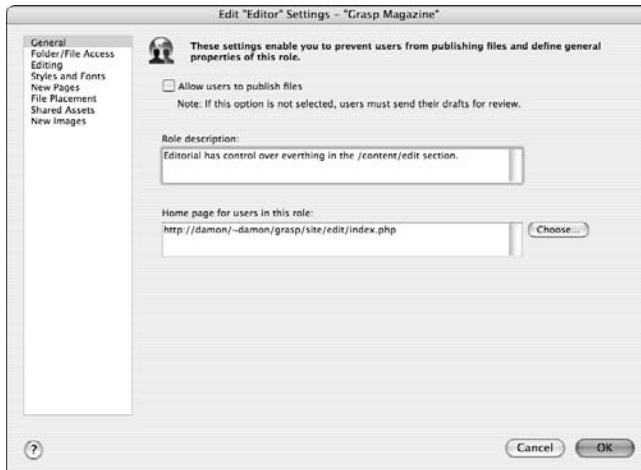 Edit "Editor" Settings – "Grasp Magazine"
General
Folder/File Access
Editing
Styles and Fonts
New Pages
File Placement
Shared Assets
New Images
These settings enable you to prevent users from publishing files and define general
properties of this role.
Allow users to publish files
Note: If this option is not selected, users must send their drafts for review.
Role description:
Editorial has control over everthing in the /content/edit section.
Home page for users in this role:
http://damon/~damon/grasp/site/edit/index.php
Choose...
?
Cancel
OK